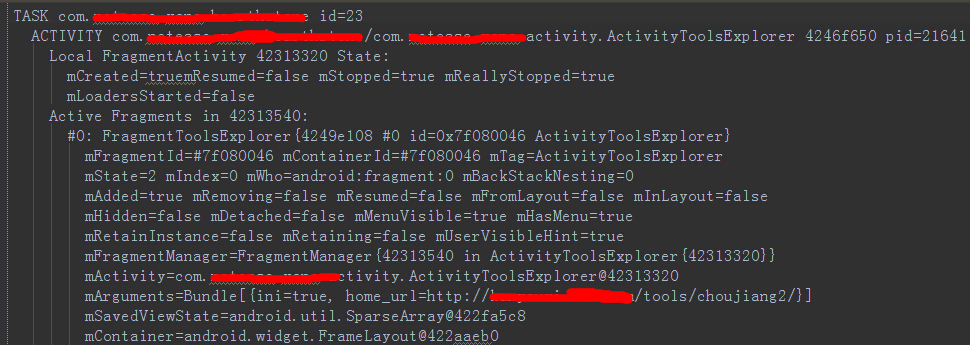 TASK com. id=23
ACTIVITY com. /com. activity.ActivityToolsExplorer 4246f650 pid=21641
Local FragmentActivity 42313320 State:
mCreated=truemResumed=false mStopped=true mReallyStopped=true
mLoadersStarted=false
Active Fragments in 42313540:
#0: FragmentToolsExplorer{4249e108 #0 id=0x7f080046 ActivityToolsExplorer}
mFragmentId=#7f080046 mContainerId=#7f080046 mTag=ActivityToolsExplorer
mState=2 mIndex=0 mWho=android:fragment:0 mBackStackNesting=0
mAdded=true mRemoving=false mResumed=false mFromLayout=false mInLayout=false
mHidden=false mDetached=false mMenuVisible=true mHasMenu=true
mRetainInstance=false mRetaining=false mUserVisibleHint=true
mFragmentManager=FragmentManager{42313540 in ActivityToolsExplorer{42313320}}
mActivity=com. ctivity.ActivityToolsExplorer@42313320
mArguments=Bundle[{ini=true, home_url=http:// /tools/choujiang2/}]
mSavedViewState=android.util.SparseArray@422fa5c8
mContainer=android.widget.FrameLayout@422aaeb0